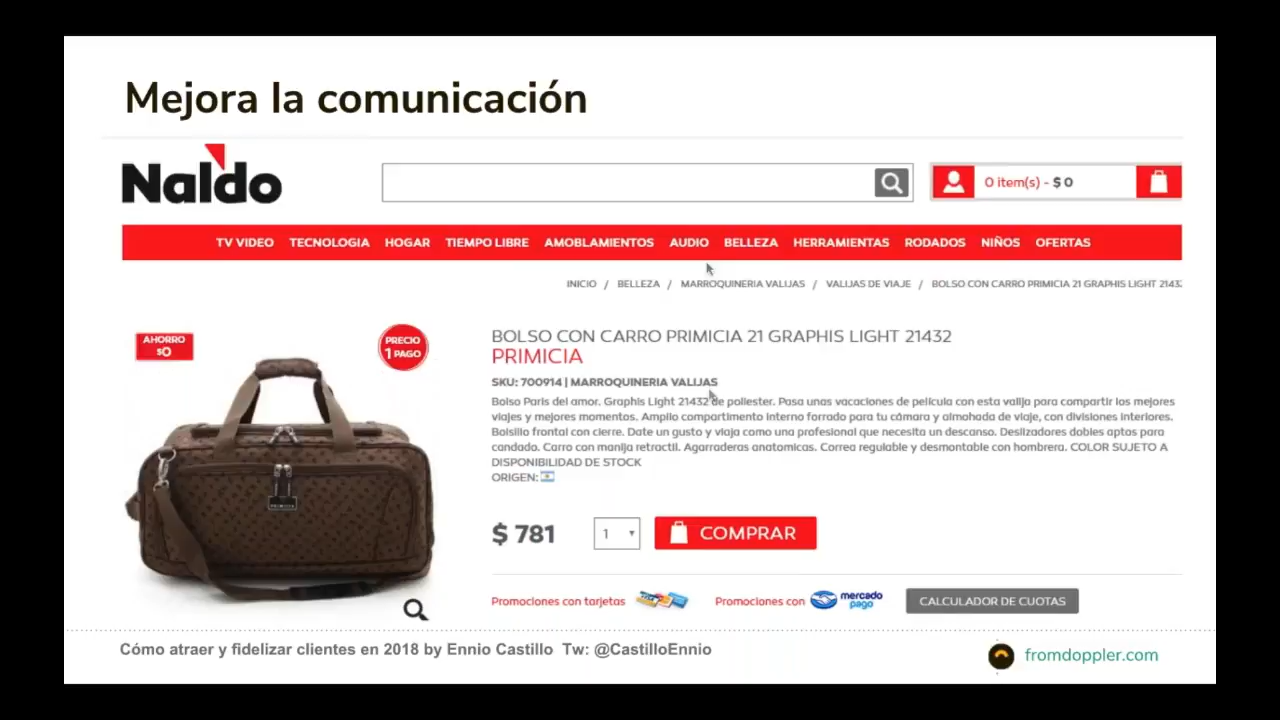 Mejora la comunicación
Naldo
0 item(s) - $ 0
TV VIDEO TECNOLOGIA HOGAR TIEMPO LIBRE AMOBLAMIENTOS AUDIO BELLEZA HERRAMIENTAS RODADOS NIÑOS OFERTAS
INICIO / BELLEZA / MARROQUINERIA VALIJAS / VALIJAS DE VIAJE / BOLSO CON CARRO PRIMICIA 21 GRAPHIS LIGHT 21432
AHORRO
$0
PRECIO
1 PAGO
BOLSO CON CARRO PRIMICIA 21 GRAPHIS LIGHT 21432
PRIMICIA
SKU: 700914 | MARROQUINERIA VALIJAS
Bolso Paris del amor. Graphis Light 21432 de poliester. Pasa unas vacaciones de película con esta valija para compartir los mejores
viajes y mejores momentos. Amplio compartimento interno forrado para tu cámara y almohada de viaje, con divisiones interiores.
Bolsillo frontal con cierre. Date un gusto y viaja como una profesional que necesita un descanso. Deslizadores dobles aptos para
candado. Carro con manija retractil. Agarraderas anatomicas. Correa regulable y desmontable con hombrera. COLOR SUJETO A
DISPONIBILIDAD DE STOCK
ORIGEN:
PRIMICIA
$ 781 1 COMPRAR
Promociones con tarjetas Promociones con mercado pago CALCULADOR DE CUOTAS
Cómo atraer y fidelizar clientes en 2018 by Ennio Castillo Tw: @CastilloEnnio
fromdoppler.com